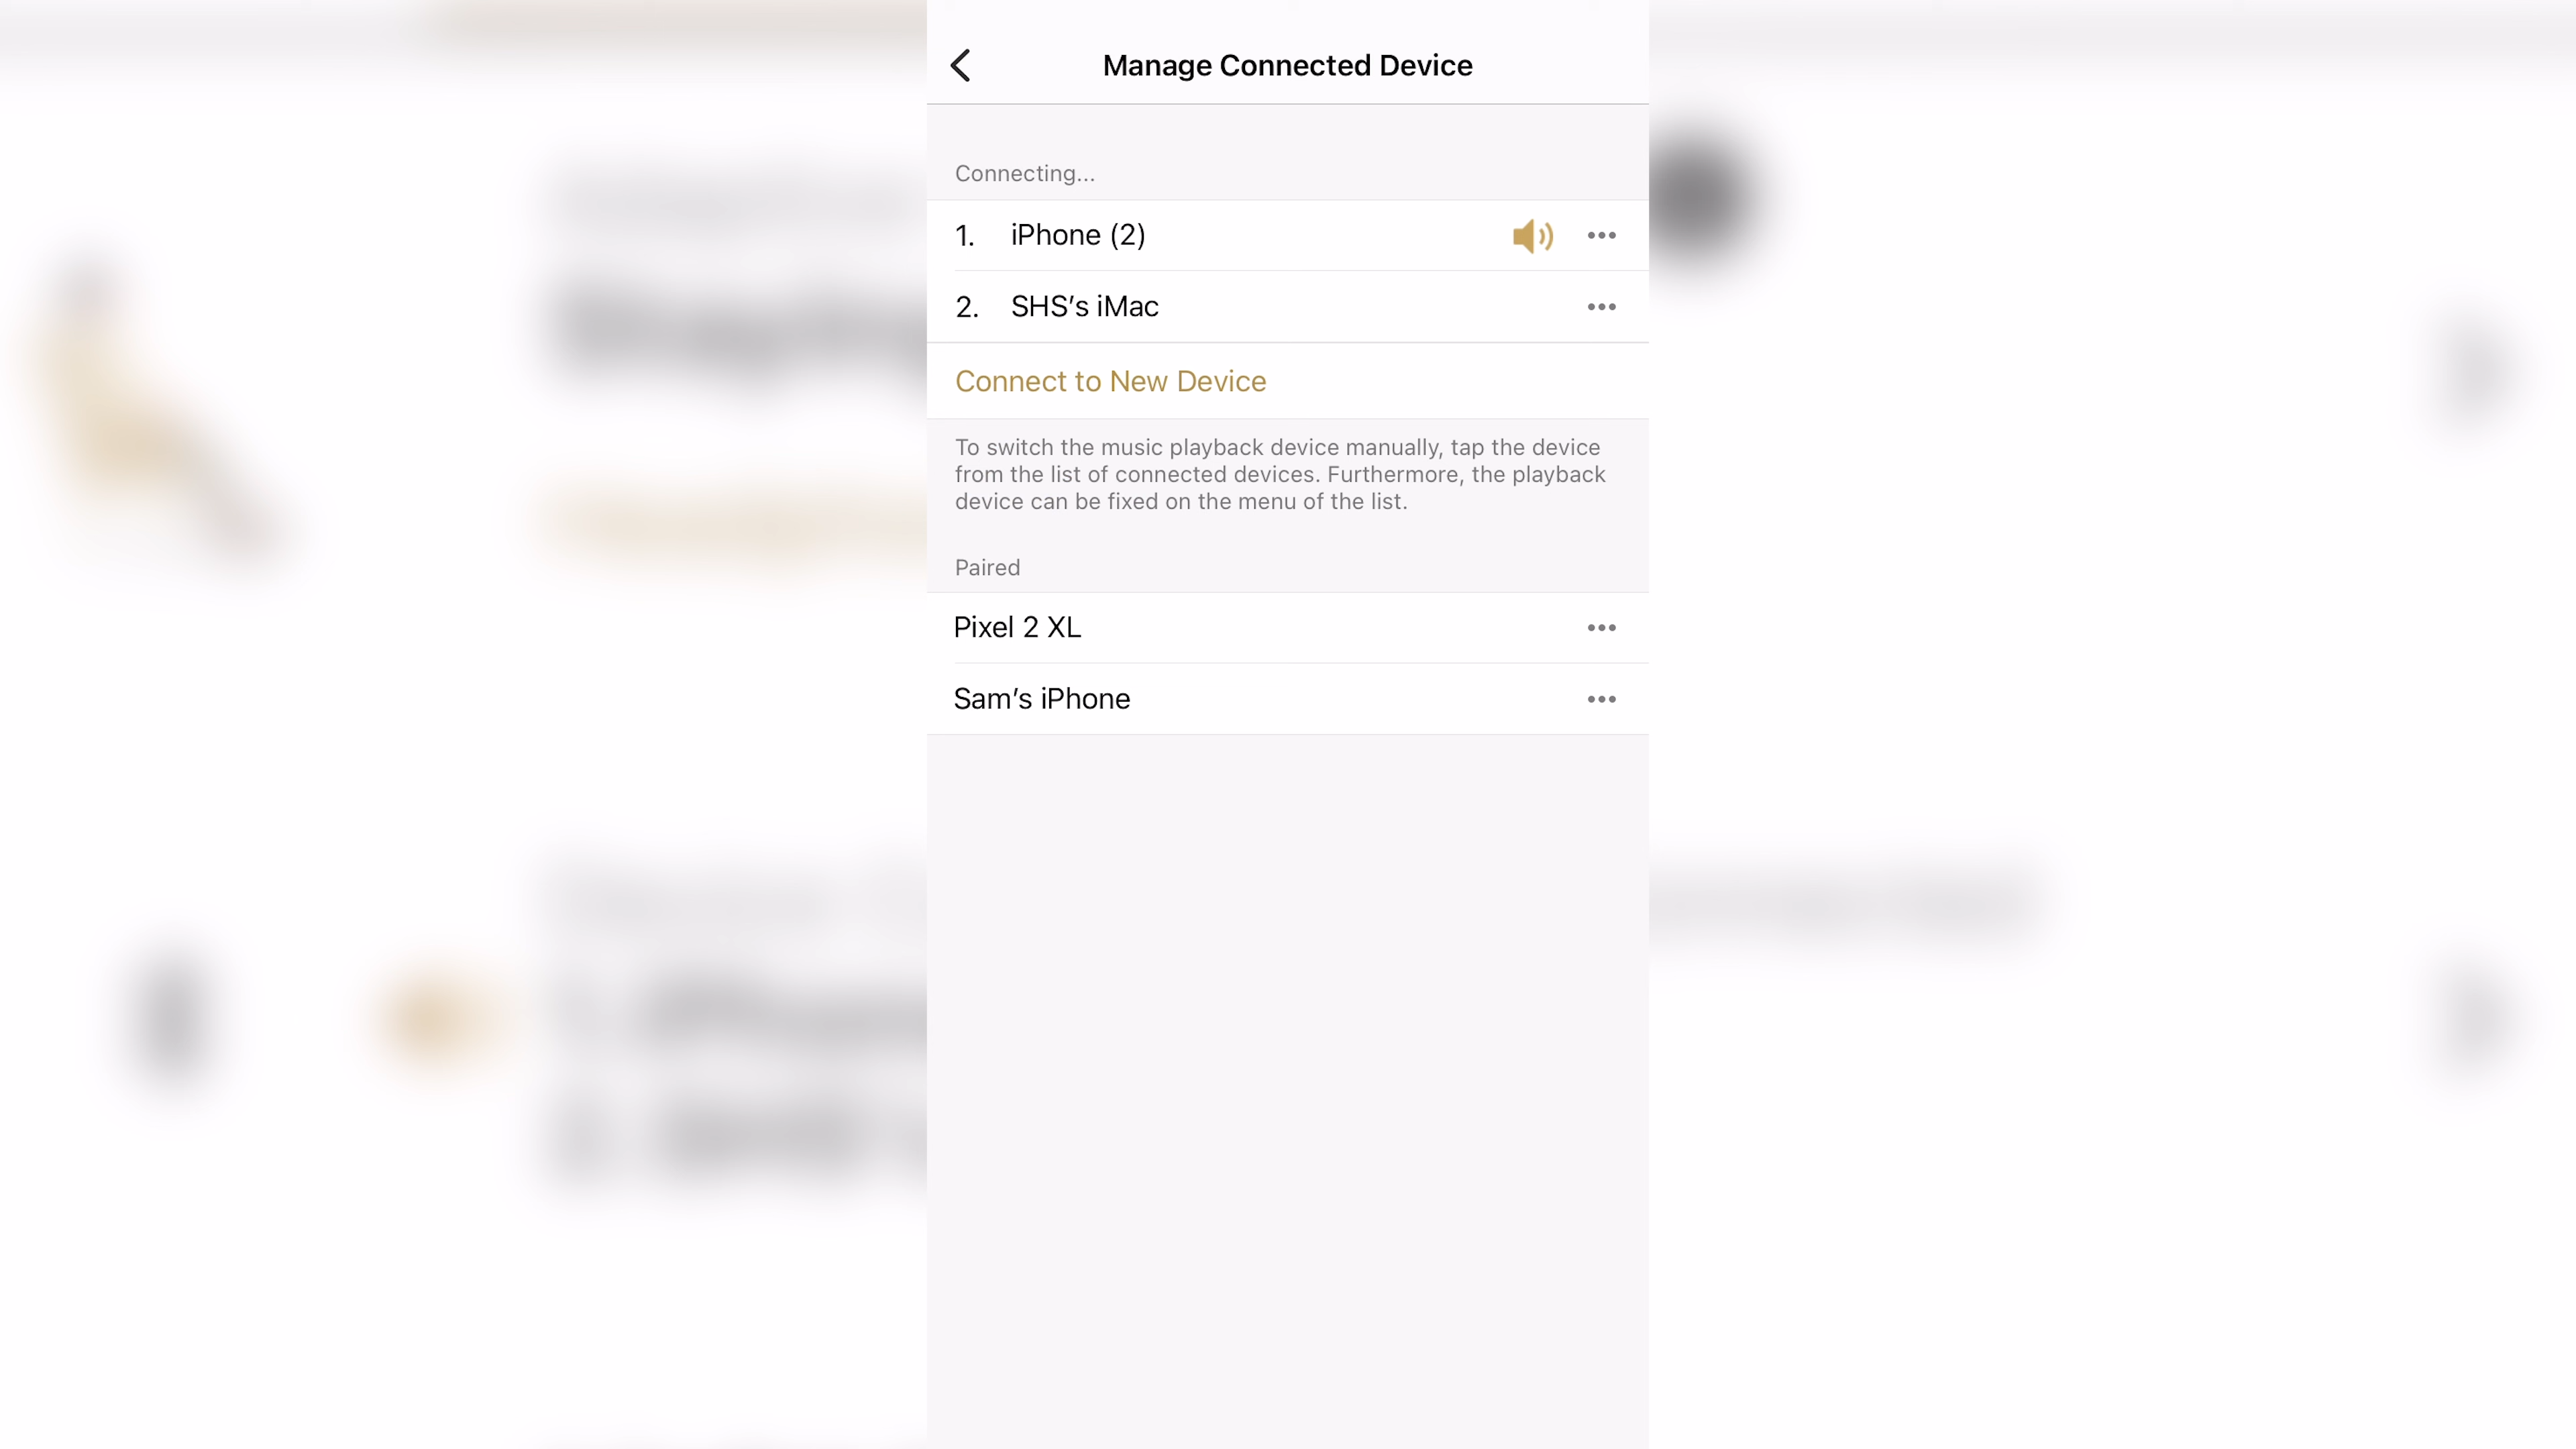 Manage Connected Device
Connecting...
1. iPhone (2)
2. SHS’s iMac
Connect to New Device
To switch the music playback device manually, tap the device
from the list of connected devices. Furthermore, the playback
device can be fixed on the menu of the list.
Paired
Pixel 2 XL
Sam’s iPhone